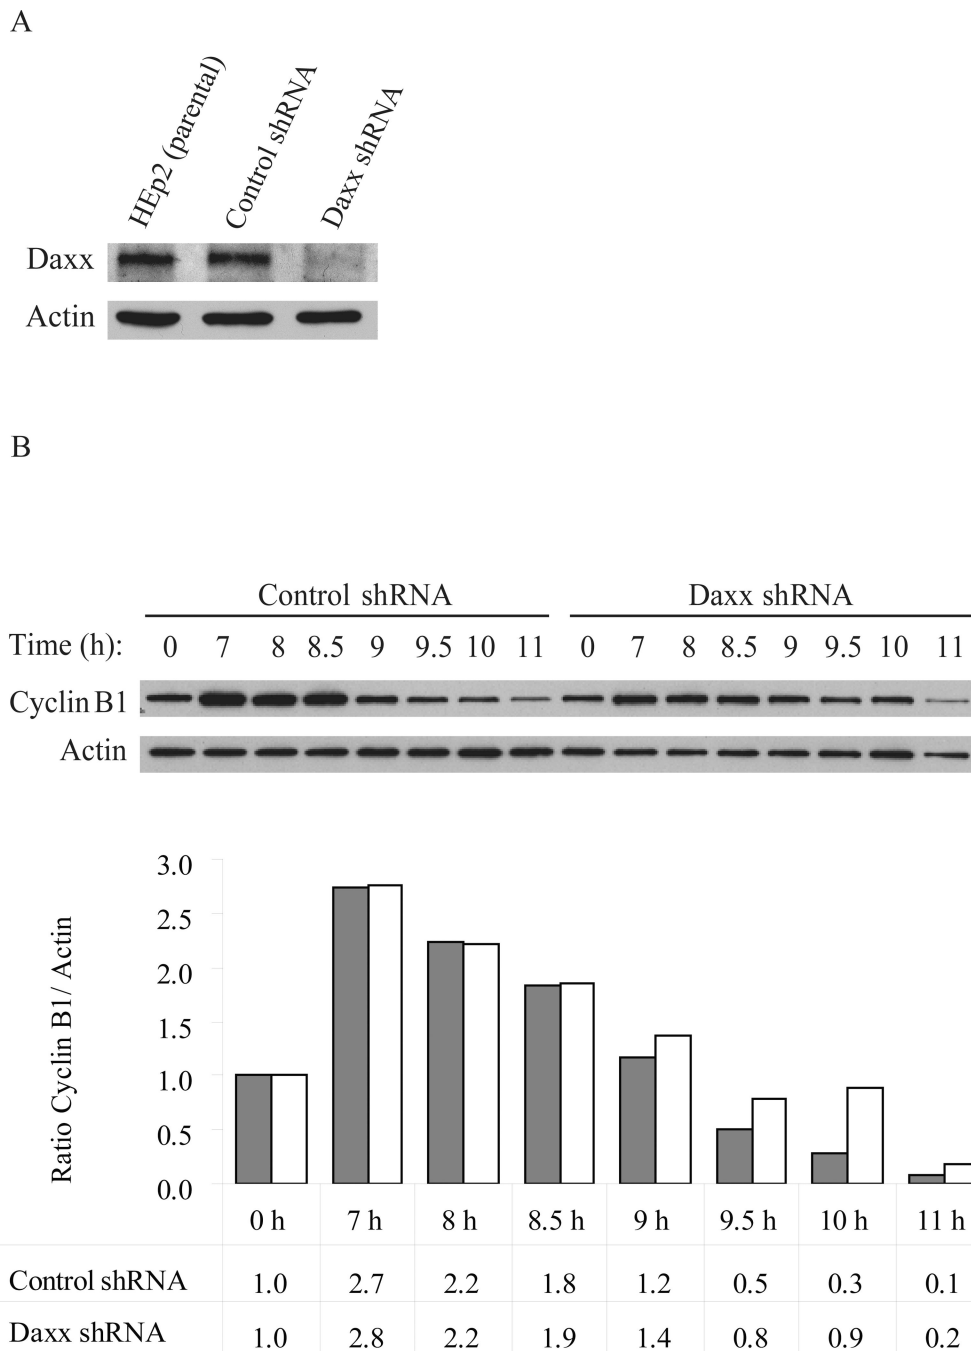 A
HEp2 (parental)
Control shRNA
Daxx shRNA
Daxx
Actin
B
Control shRNA Daxx shRNA
Time (h): 0 7 8 8.5 9 9.5 10 11 0 7 8 8.5 9 9.5 10 11
Cyclin B1
Actin
Ratio Cyclin B1/ Actin
3.0
2.5
2.0
1.5
1.0
0.5
0.0
0 h 7 h 8 h 8.5 h 9 h 9.5 h 10 h 11 h
Control shRNA 1.0 2.7 2.2 1.8 1.2 0.5 0.3 0.1
Daxx shRNA 1.0 2.8 2.2 1.9 1.4 0.8 0.9 0.2